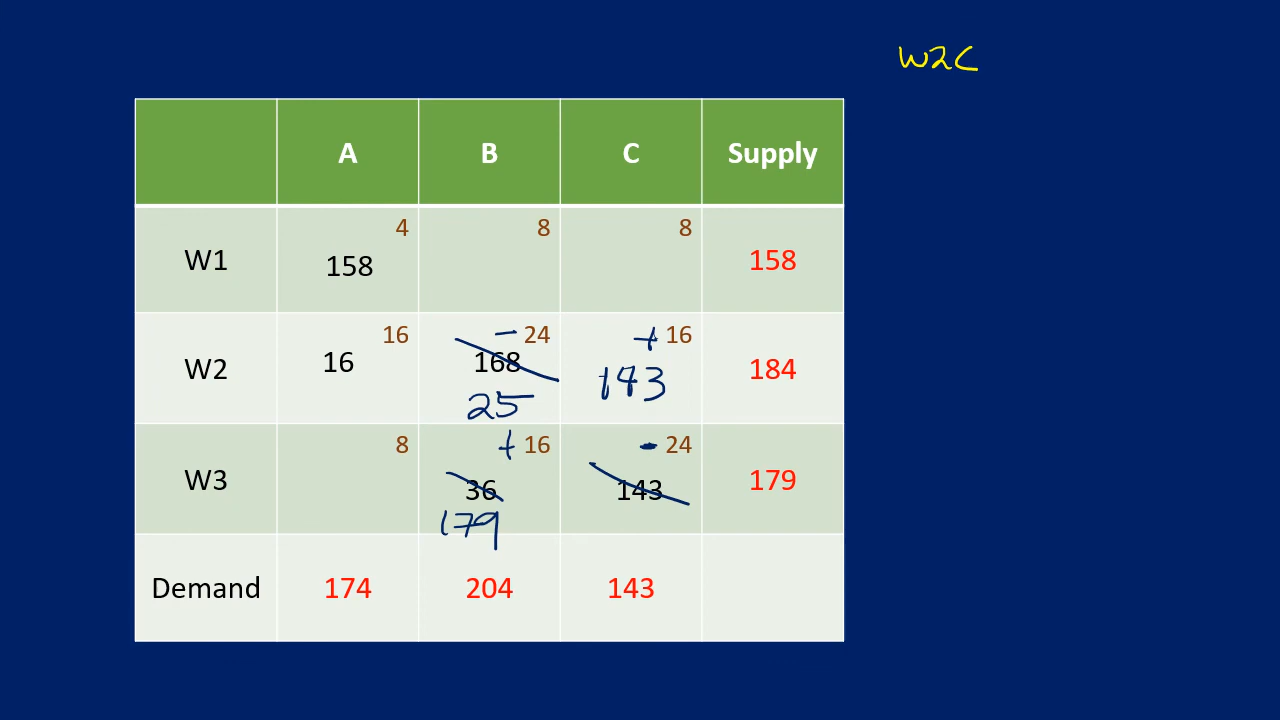 W2C
A B C Supply
4 8 8
W1 158 158
- 24 + 16
16
W2 16 168 143 184
25
8 + 16 - 24
W3 36 143 179
179
Demand 174 204 143